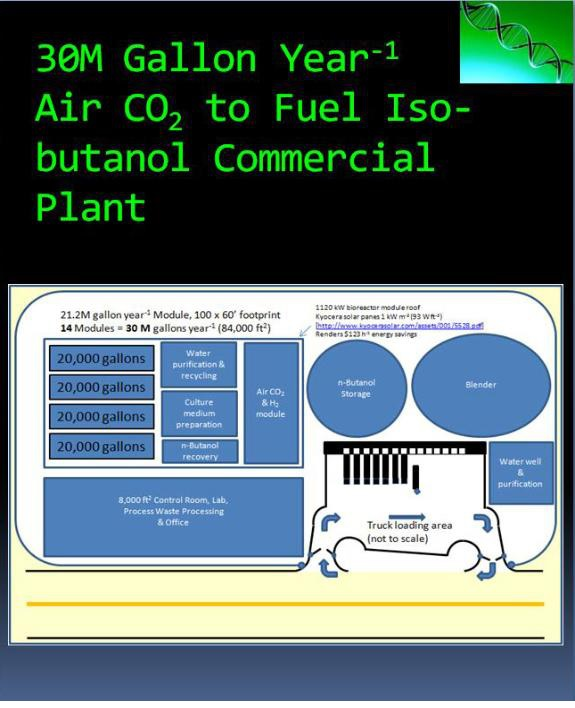 30M Gallon Year⁻¹
Air CO₂ to Fuel Iso-
butanol Commercial
Plant
21.2M gallon year⁻¹ Module, 100 x 60' footprint
14 Modules = 30 M gallons year⁻¹ (84,000 ft²)
1120 kW bioreactor module roof
Kyocera solar panes 1 kW m⁻² (93 W ft⁻²)
[http://www.kyocerasolar.com/assets/001/5528.pdf]
Renders $123 h⁻¹ energy savings
20,000 gallons
20,000 gallons
20,000 gallons
20,000 gallons
Water
purification &
recycling
Culture
medium
preparation
n-Butanol
recovery
Air CO₂
& H₂
module
n-Butanol
Storage
Blender
8,000 ft² Control Room, Lab,
Process Waste Processing
& Office
Water well
&
purification
Truck loading area
(not to scale)